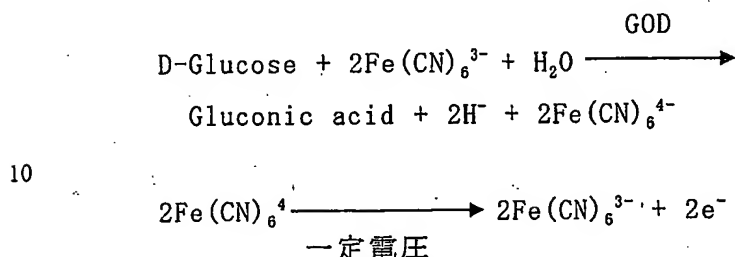 GOD
D-Glucose + 2Fe(CN)₆³⁻ + H₂O ⟶
Gluconic acid + 2H⁻ + 2Fe(CN)₆⁴⁻
10
2Fe(CN)₆⁴ ⟶ 2Fe(CN)₆³⁻ + 2e⁻
一定電圧